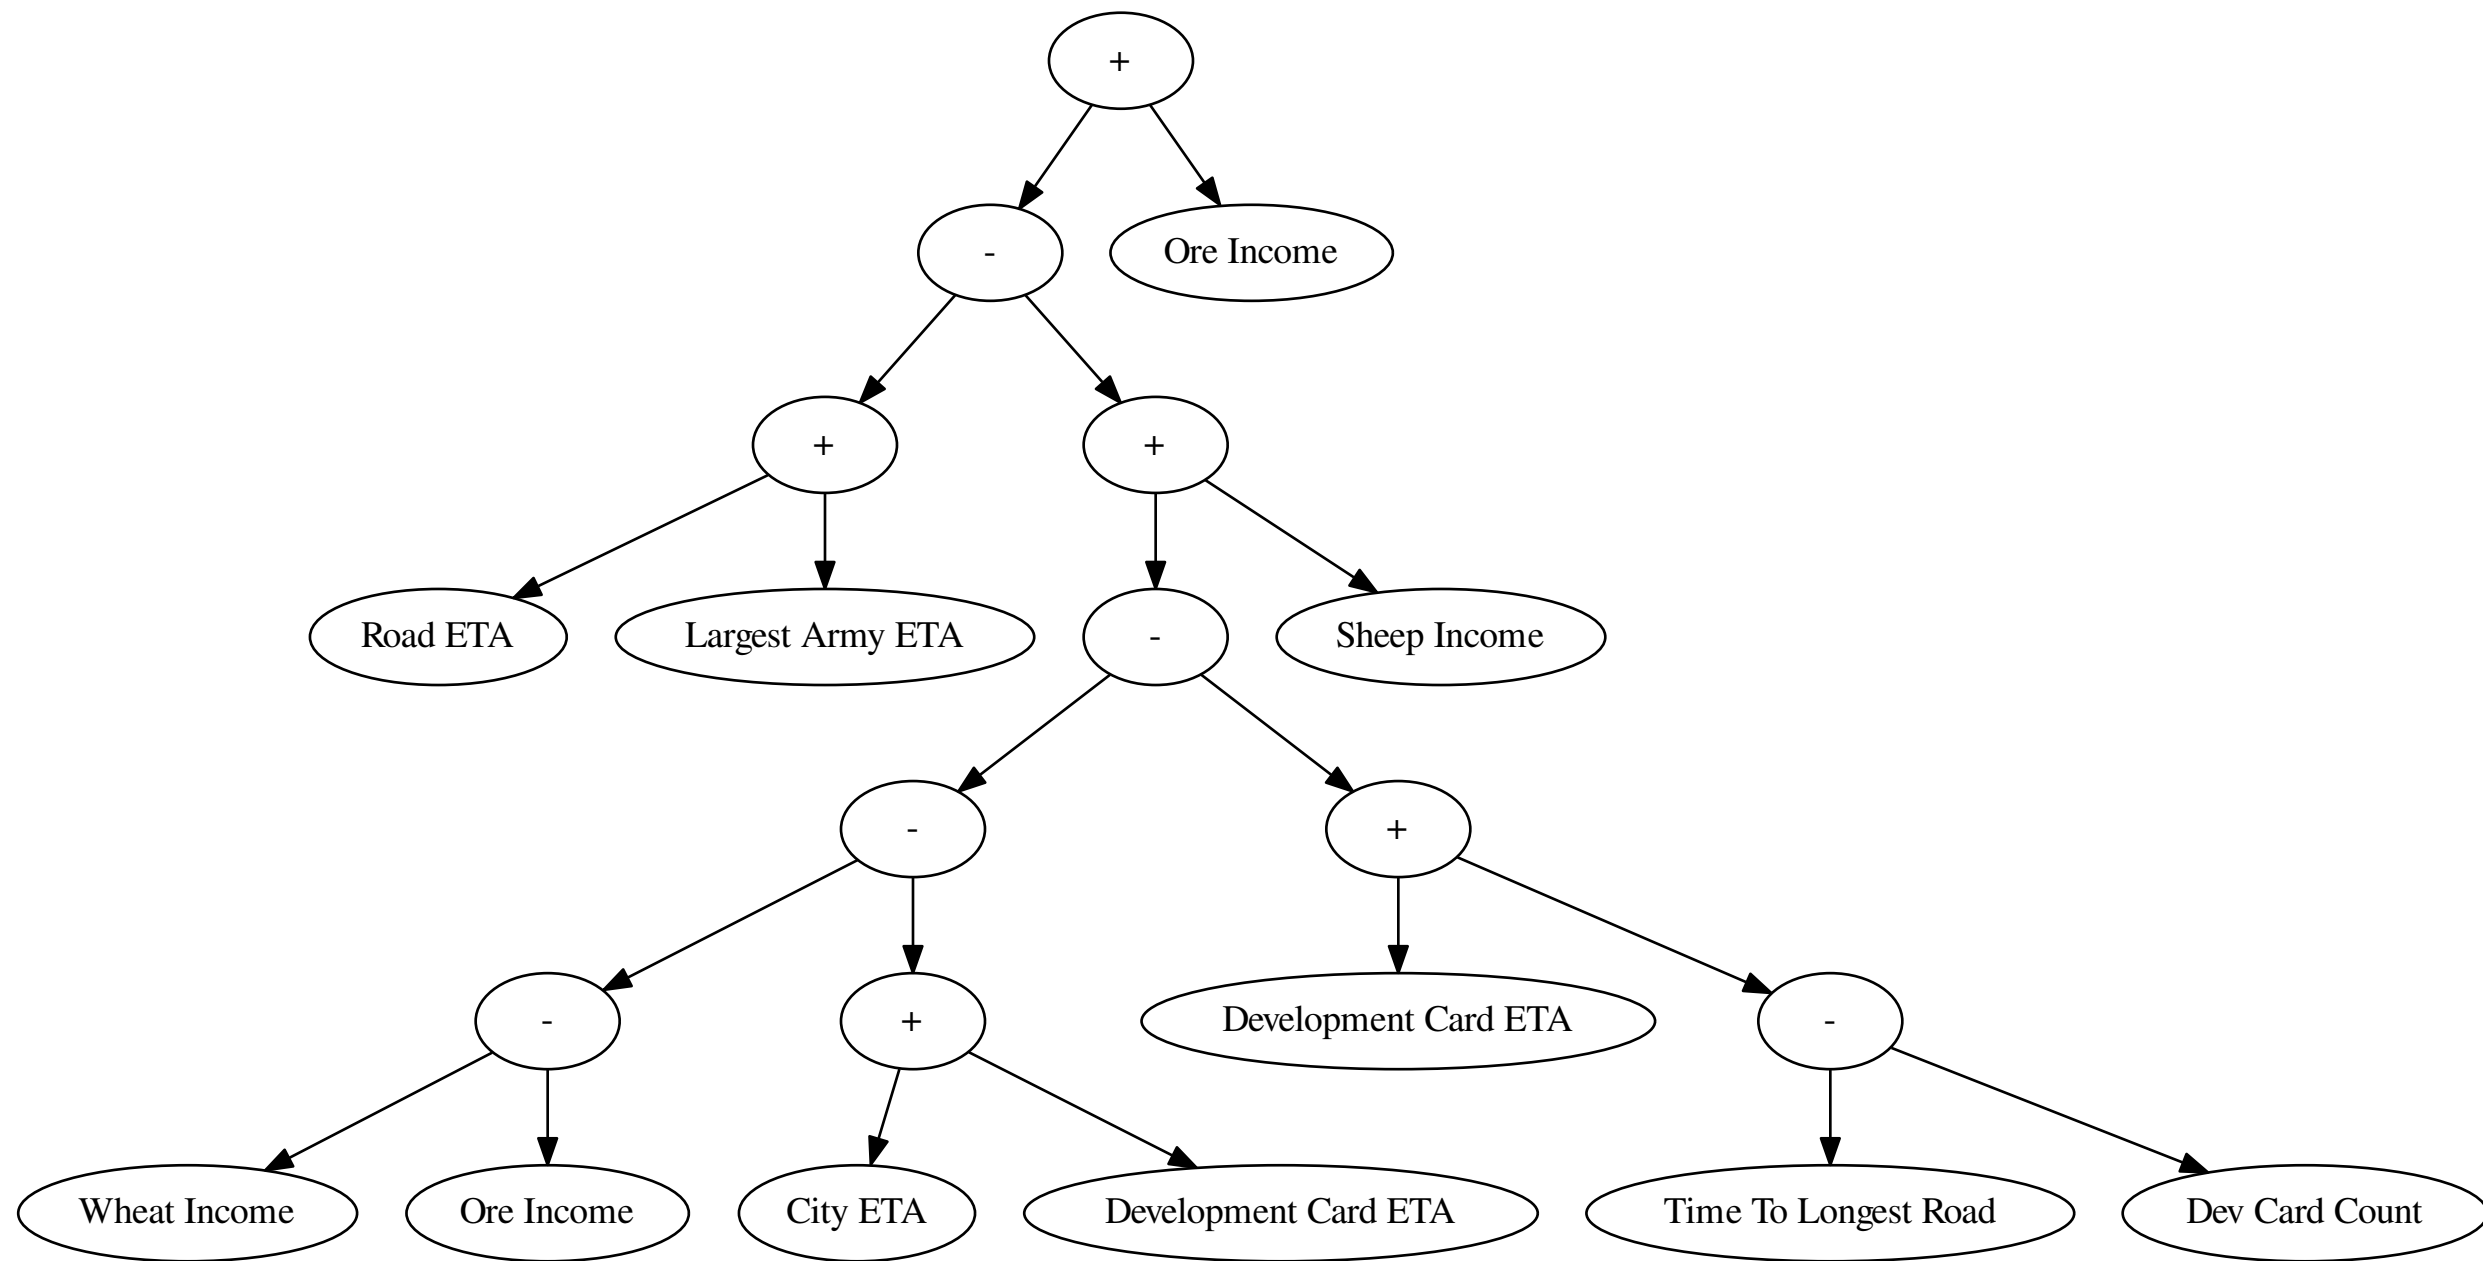 +
-
Ore Income
+
+
Road ETA
Largest Army ETA
-
Sheep Income
-
+
-
+
Development Card ETA
-
Wheat Income
Ore Income
City ETA
Development Card ETA
Time To Longest Road
Dev Card Count